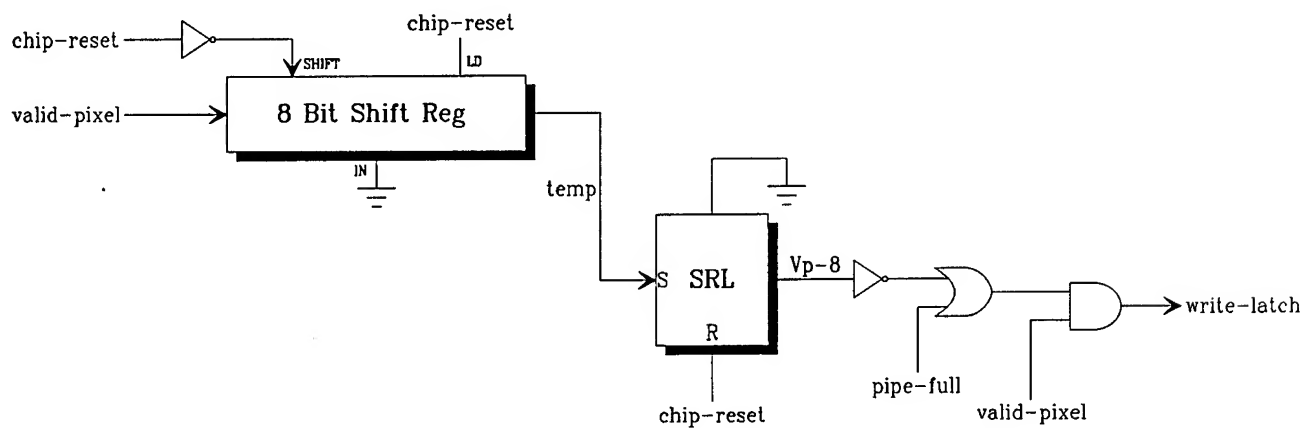 chip-reset
chip-reset
SHIFT
LD
valid-pixel
8 Bit Shift Reg
IN
temp
S
SRL
R
Vp-8
chip-reset
pipe-full
valid-pixel
write-latch